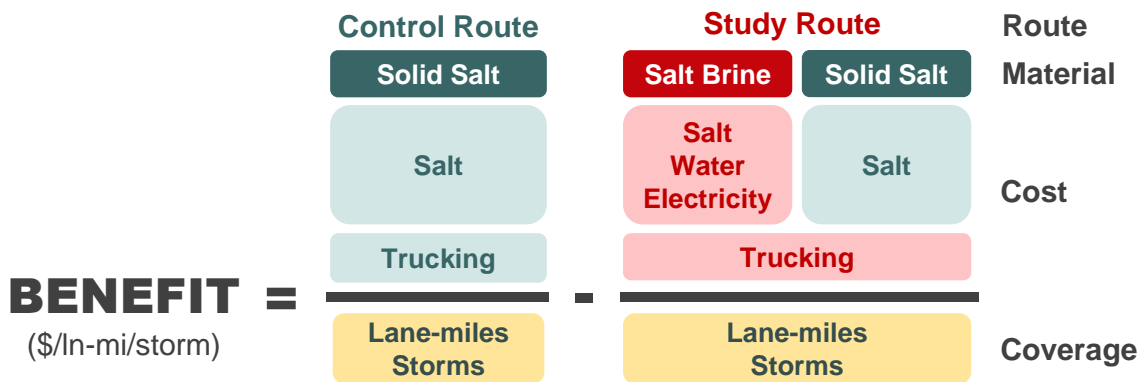 Control Route Study Route Route
Solid Salt Salt Brine Solid Salt Material
Salt
Salt
Water
Electricity
Salt
Cost
Trucking Trucking
BENEFIT = -
($/ln-mi/storm)
Lane-miles
Storms
Lane-miles
Storms
Coverage